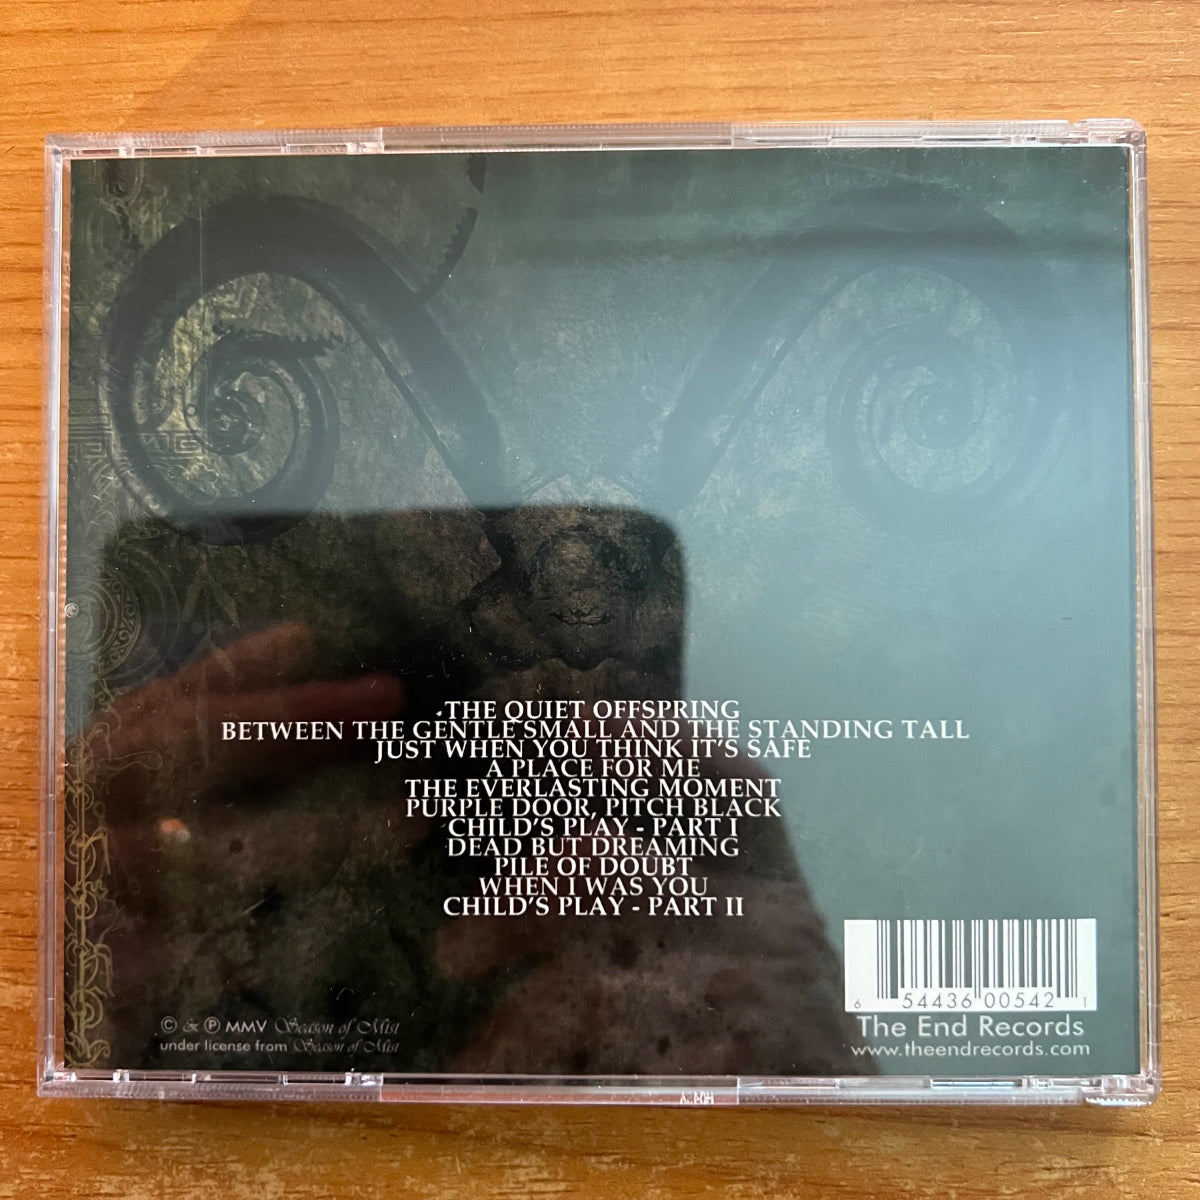 THE QUIET OFFSPRING
BETWEEN THE GENTLE SMALL AND THE STANDING TALL
JUST WHEN YOU THINK IT'S SAFE
A PLACE FOR ME
THE EVERLASTING MOMENT
PURPLE DOOR, PITCH BLACK
CHILD'S PLAY - PART I
DEAD BUT DREAMING
PILE OF DOUBT
WHEN I WAS YOU
CHILD'S PLAY - PART II
6 54436 00542 1
The End Records
www.theendrecords.com
© & ℗ MMV Season of Mist
under license from Season of Mist